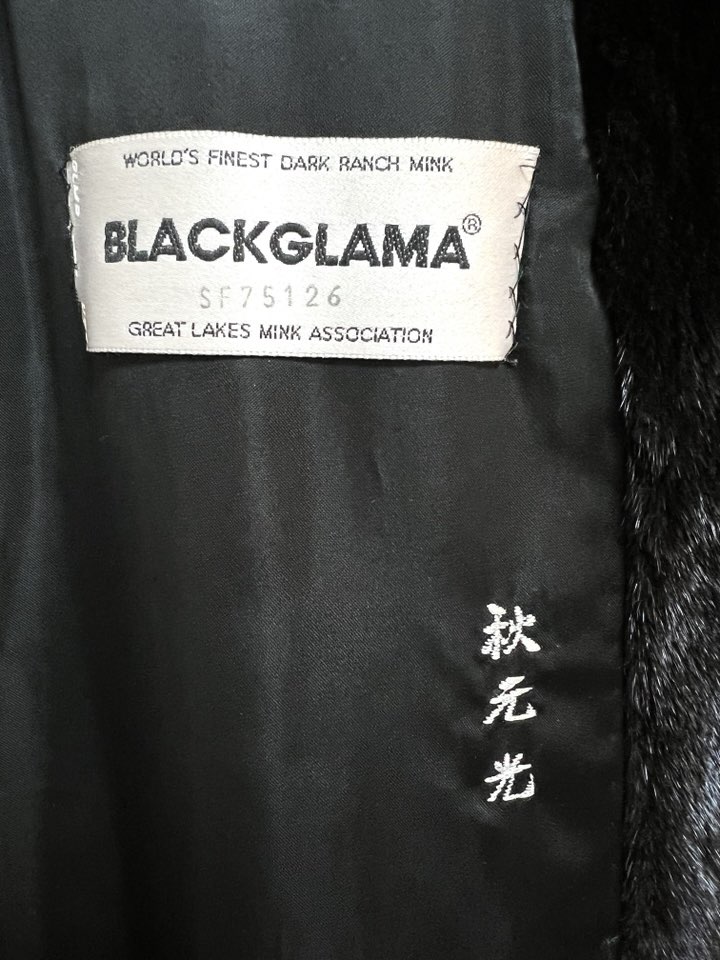 WORLD'S FINEST DARK RANCH MINK
BLACKGLAMA®
SF75126
GREAT LAKES MINK ASSOCIATION
秋元光